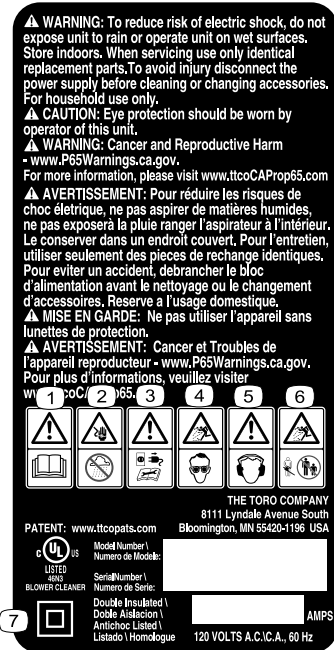 WARNING: To reduce risk of electric shock, do not
expose unit to rain or operate unit on wet surfaces.
Store indoors. When servicing use only identical
replacement parts.To avoid injury disconnect the
power supply before cleaning or changing accessories.
For household use only.
CAUTION: Eye protection should be worn by
operator of this unit.
WARNING: Cancer and Reproductive Harm
- www.P65Warnings.ca.gov.
For more information, please visit www.ttcoCAProp65.com
AVERTISSEMENT: Pour réduire les risques de
choc életrique, ne pas aspirer de matières humides,
ne pas exposerà la pluie ranger l'aspirateur à l'intérieur.
Le conserver dans un endroit couvert. Pour l'entretien,
utiliser seulement des pieces de rechange identiques.
Pour eviter un accident, debrancher le bloc
d'alimentation avant le nettoyage ou le changement
d'accessoires. Reserve a l'usage domestique.
MISE EN GARDE: Ne pas utiliser l'appareil sans
lunettes de protection.
AVERTISSEMENT: Cancer et Troubles de
l'appareil reproducteur - www.P65Warnings.ca.gov.
Pour plus d'informations, veuillez visiter
1 2 3 4 5 6
THE TORO COMPANY
8111 Lyndale Avenue South
Bloomington, MN 55420-1196 USA
PATENT: www.ttcopats.com
C UL US
LISTED
46N3
BLOWER CLEANER
Model Number \
Numero de Modele:
SerialNumber \
Numero de Serie:
7
Double Insulated \
Doble Aislacion \
Antichoc Listed \
Listado \ Homologue
AMPS
120 VOLTS A.C.\C.A., 60 Hz